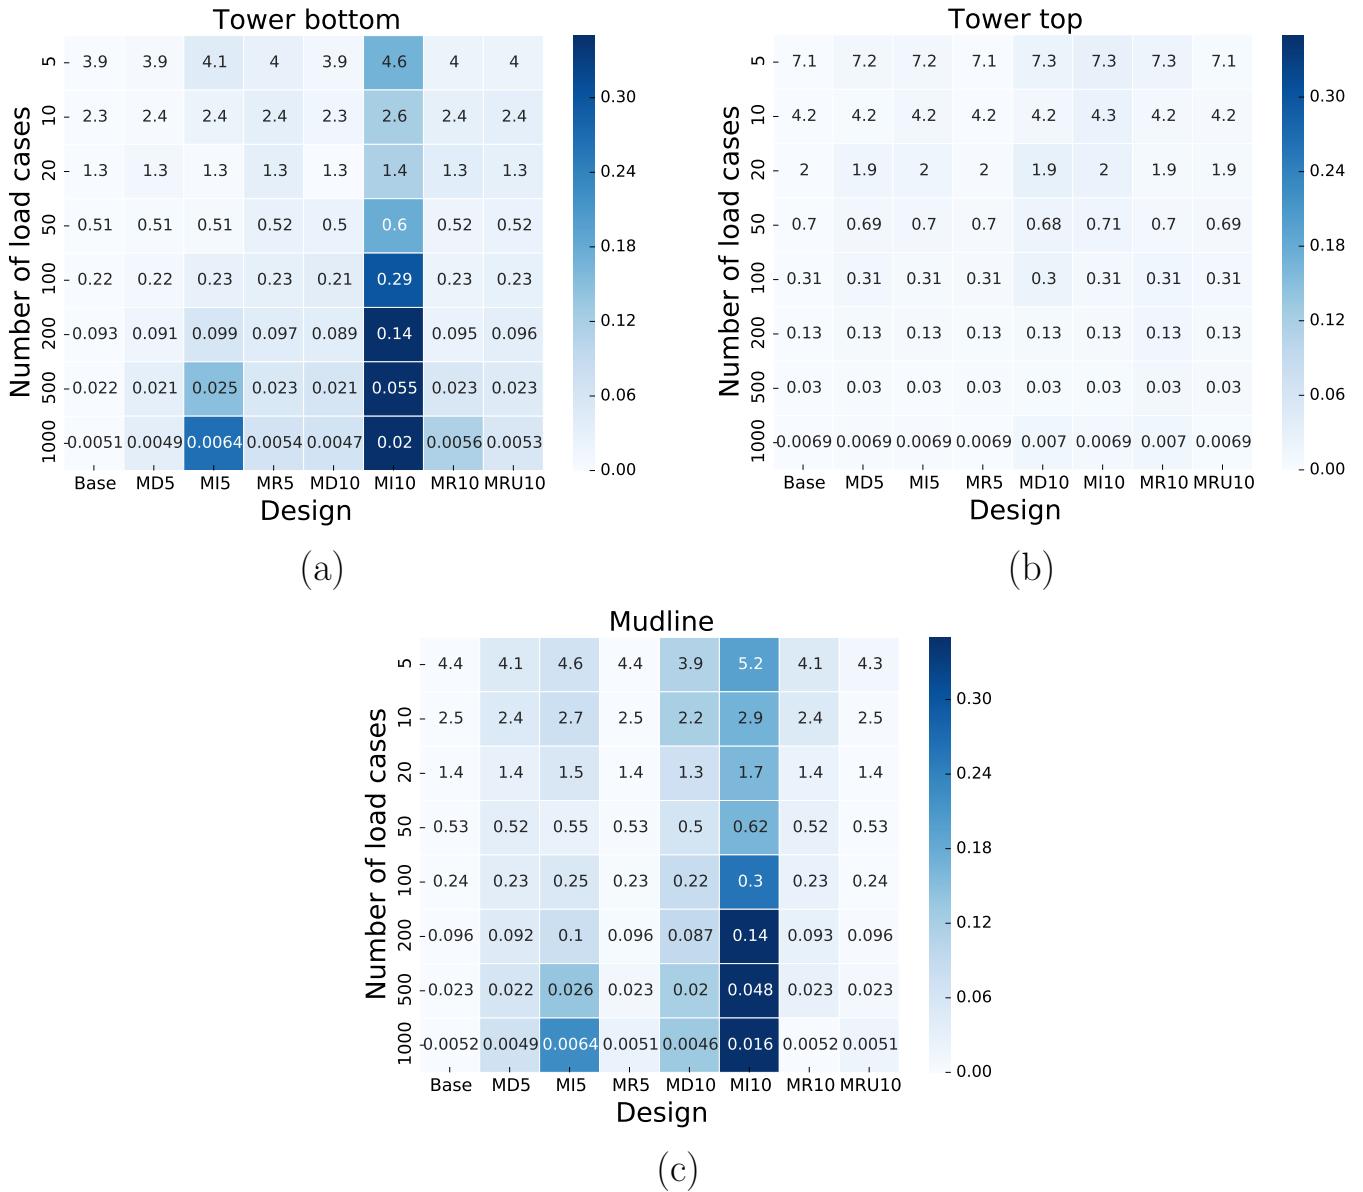 Tower bottom
5 3.9 3.9 4.1 4 3.9 4.6 4 4
10 2.3 2.4 2.4 2.4 2.3 2.6 2.4 2.4
20 1.3 1.3 1.3 1.3 1.3 1.4 1.3 1.3
50 0.51 0.51 0.51 0.52 0.5 0.6 0.52 0.52
100 0.22 0.22 0.23 0.23 0.21 0.29 0.23 0.23
200 0.093 0.091 0.099 0.097 0.089 0.14 0.095 0.096
500 0.022 0.021 0.025 0.023 0.021 0.055 0.023 0.023
1000 0.0051 0.0049 0.0064 0.0054 0.0047 0.02 0.0056 0.0053
Base MD5 MI5 MR5 MD10 MI10 MR10 MRU10
Design
Number of load cases
0.30
0.24
0.18
0.12
0.06
0.00
(a)
Tower top
5 7.1 7.2 7.2 7.1 7.3 7.3 7.3 7.1
10 4.2 4.2 4.2 4.2 4.2 4.3 4.2 4.2
20 2 1.9 2 2 1.9 2 1.9 1.9
50 0.7 0.69 0.7 0.7 0.68 0.71 0.7 0.69
100 0.31 0.31 0.31 0.31 0.3 0.31 0.31 0.31
200 0.13 0.13 0.13 0.13 0.13 0.13 0.13 0.13
500 0.03 0.03 0.03 0.03 0.03 0.03 0.03 0.03
1000 0.0069 0.0069 0.0069 0.0069 0.007 0.0069 0.007 0.0069
Base MD5 MI5 MR5 MD10 MI10 MR10 MRU10
Design
Number of load cases
0.30
0.24
0.18
0.12
0.06
0.00
(b)
Mudline
5 4.4 4.1 4.6 4.4 3.9 5.2 4.1 4.3
10 2.5 2.4 2.7 2.5 2.2 2.9 2.4 2.5
20 1.4 1.4 1.5 1.4 1.3 1.7 1.4 1.4
50 0.53 0.52 0.55 0.53 0.5 0.62 0.52 0.53
100 0.24 0.23 0.25 0.23 0.22 0.3 0.23 0.24
200 0.096 0.092 0.1 0.096 0.087 0.14 0.093 0.096
500 0.023 0.022 0.026 0.023 0.02 0.048 0.023 0.023
1000 0.0052 0.0049 0.0064 0.0051 0.0046 0.016 0.0052 0.0051
Base MD5 MI5 MR5 MD10 MI10 MR10 MRU10
Design
Number of load cases
0.30
0.24
0.18
0.12
0.06
0.00
(c)